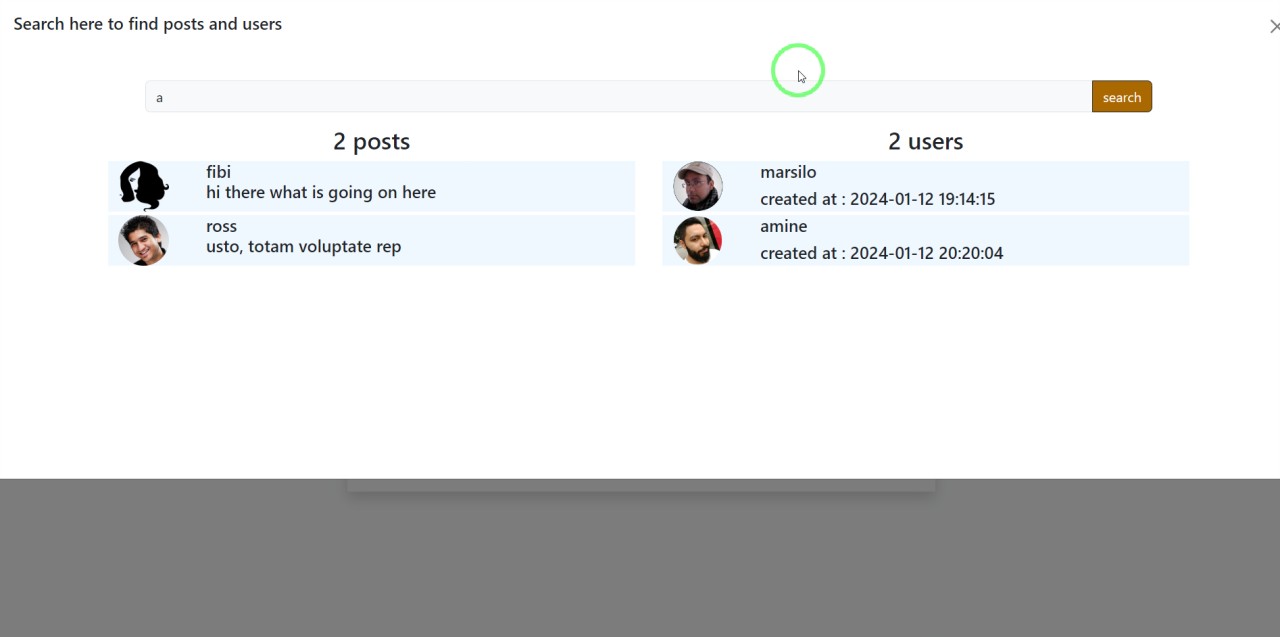 Search here to find posts and users
a
search
2 posts
fibi
hi there what is going on here
ross
usto, totam voluptate rep
2 users
marsilo
created at : 2024-01-12 19:14:15
amine
created at : 2024-01-12 20:20:04